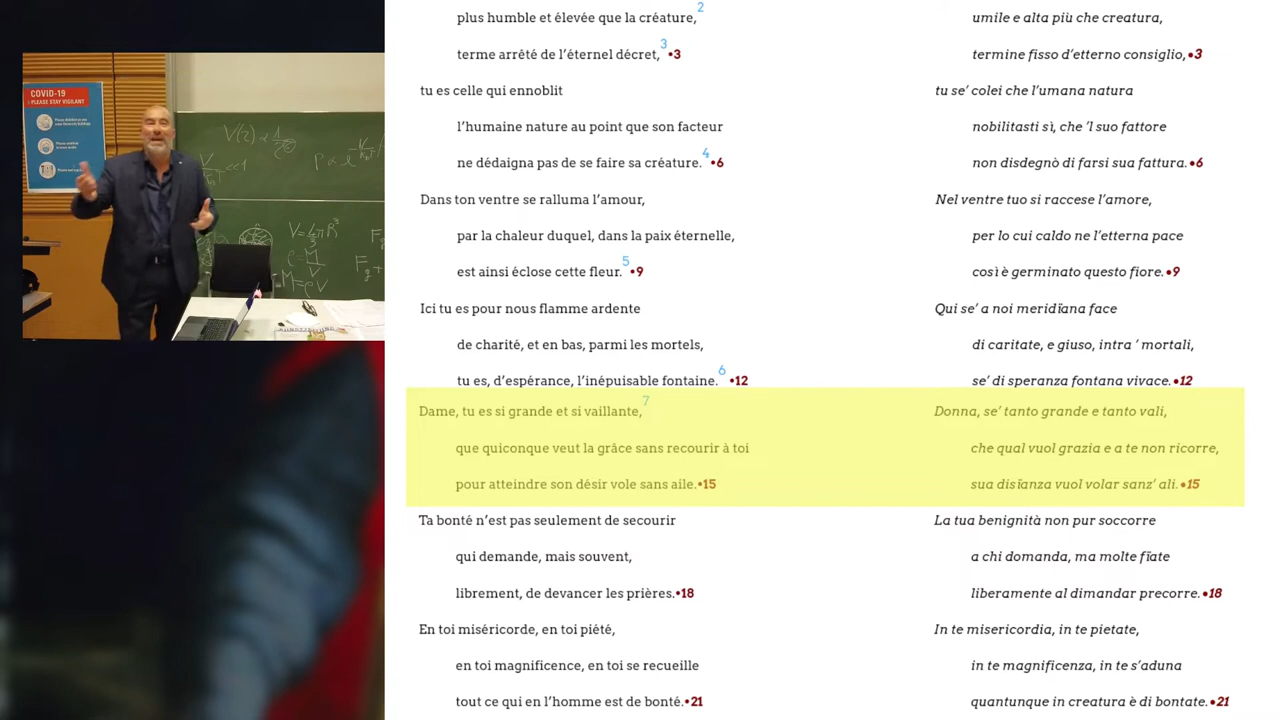 COVID-19
PLEASE STAY VIGILANT
plus humble et élevée que la créature,2
terme arrêté de l'éternel décret,3•3
tu es celle qui ennoblit
l'humaine nature au point que son facteur
ne dédaigna pas de se faire sa créature.4•6
Dans ton ventre se ralluma l'amour,
par la chaleur duquel, dans la paix éternelle,
est ainsi éclose cette fleur.5•9
Ici tu es pour nous flamme ardente
de charité, et en bas, parmi les mortels,
tu es, d'espérance, l'inépuisable fontaine.6•12
Dame, tu es si grande et si vaillante,7
que quiconque veut la grâce sans recourir à toi
pour atteindre son désir vole sans aile.•15
Ta bonté n'est pas seulement de secourir
qui demande, mais souvent,
librement, de devancer les prières.•18
En toi miséricorde, en toi piété,
en toi magnificence, en toi se recueille
tout ce qui en l'homme est de bonté.•21
umile e alta più che creatura,
termine fisso d'etterno consiglio,•3
tu se' colei che l'umana natura
nobilitasti sì, che 'l suo fattore
non disdegnò di farsi sua fattura.•6
Nel ventre tuo si raccese l'amore,
per lo cui caldo ne l'etterna pace
così è germinato questo fiore.•9
Qui se' a noi meridïana face
di caritate, e giuso, intra ' mortali,
se' di speranza fontana vivace.•12
Donna, se' tanto grande e tanto vali,
che qual vuol grazia e a te non ricorre,
sua disïanza vuol volar sanz' ali.•15
La tua benignità non pur soccorre
a chi domanda, ma molte fïate
liberamente al dimandar precorre.•18
In te misericordia, in te pietate,
in te magnificenza, in te s'aduna
quantunque in creatura è di bontate.•21